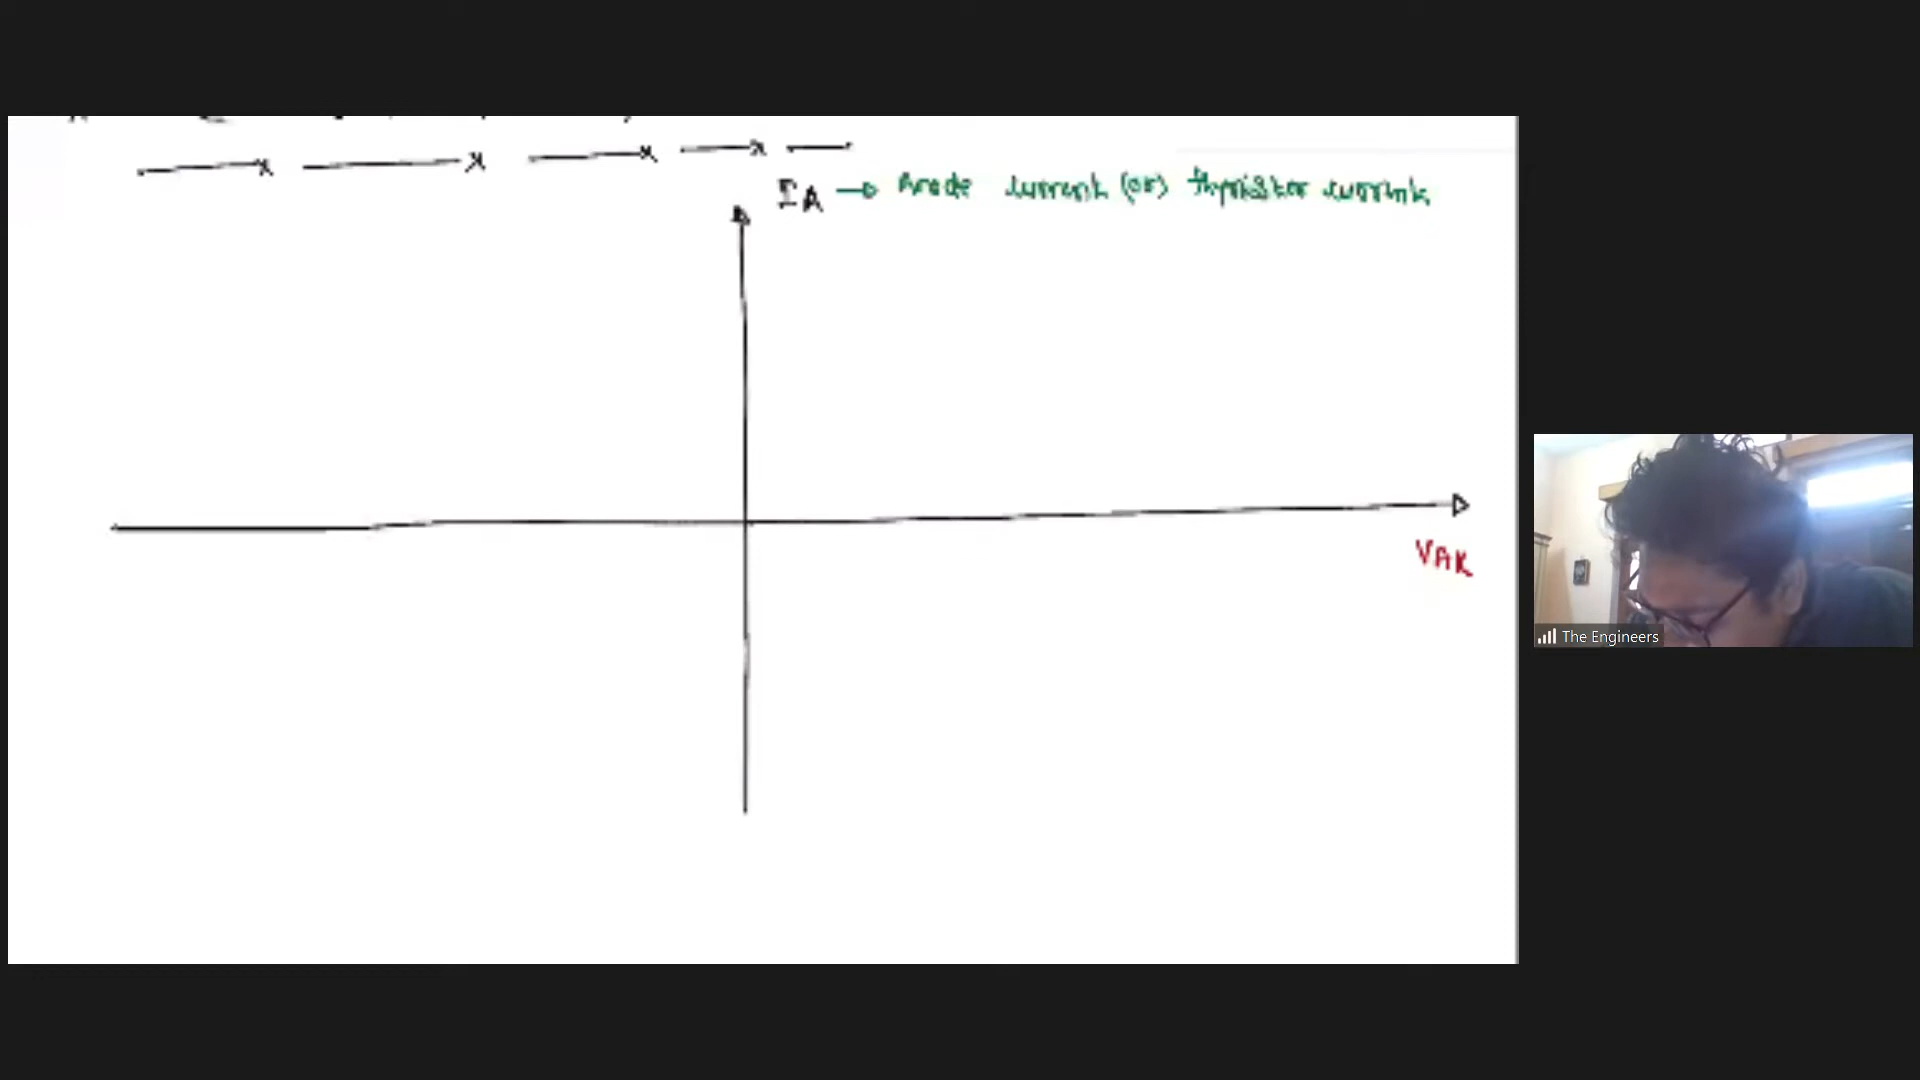 IA → Anode current (or) thyristor current
VAK
The Engineers